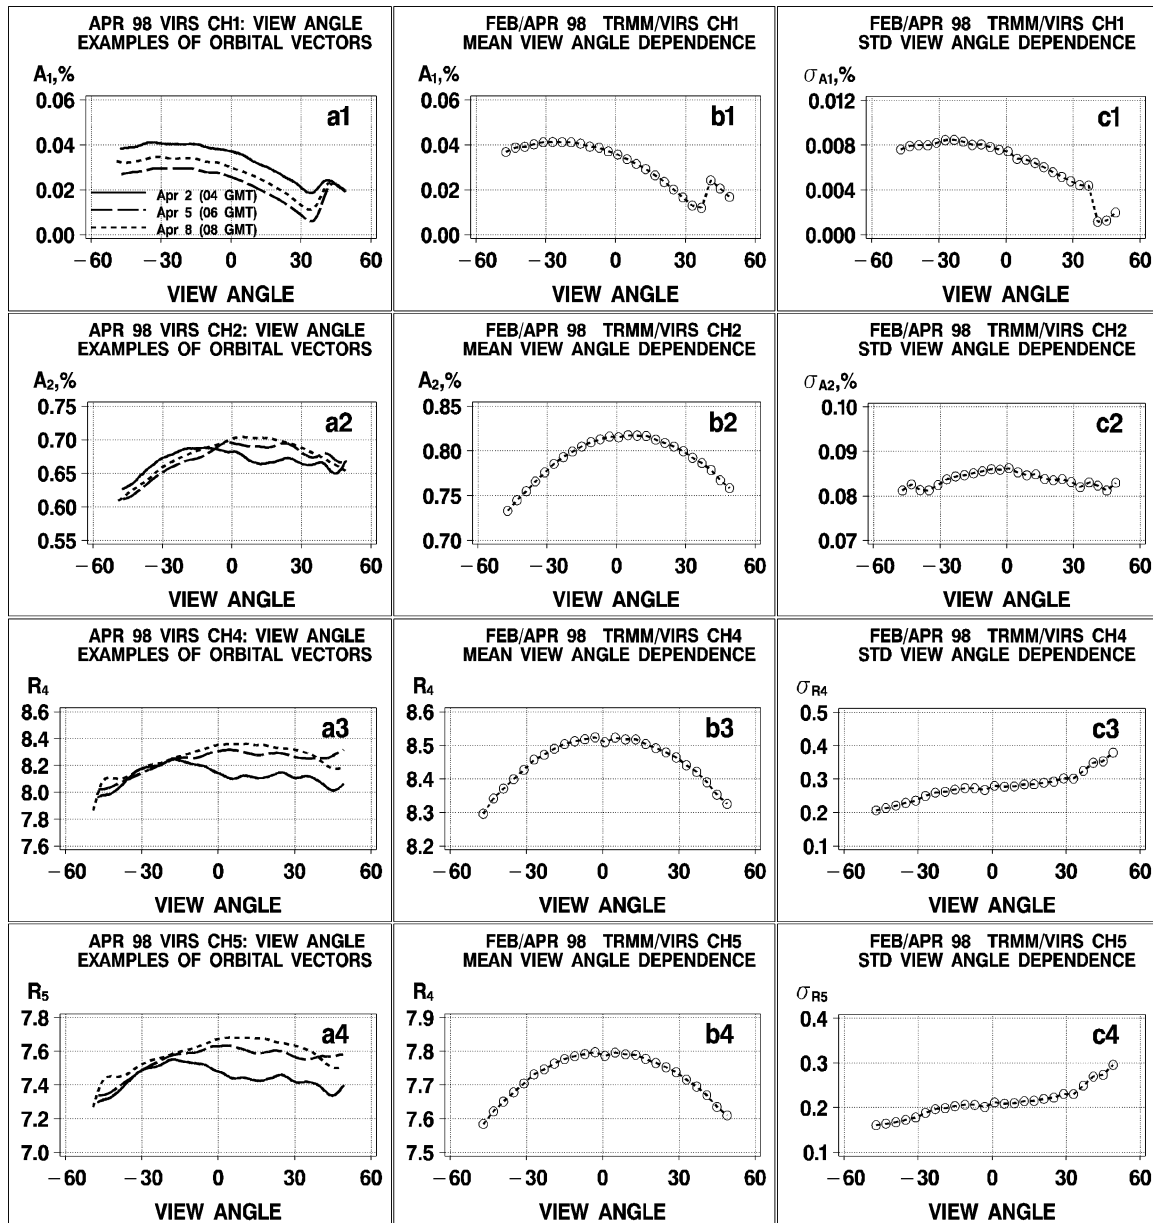 APR 98 VIRS CH1: VIEW ANGLE
EXAMPLES OF ORBITAL VECTORS
A1,%
a1
0.06
0.04
0.02
0.00
Apr 2 (04 GMT)
Apr 5 (06 GMT)
Apr 8 (08 GMT)
−60 −30 0 30 60
VIEW ANGLE
FEB/APR 98 TRMM/VIRS CH1
MEAN VIEW ANGLE DEPENDENCE
A1,%
b1
0.06
0.04
0.02
0.00
−60 −30 0 30 60
VIEW ANGLE
FEB/APR 98 TRMM/VIRS CH1
STD VIEW ANGLE DEPENDENCE
σA1,%
c1
0.012
0.008
0.004
0.000
−60 −30 0 30 60
VIEW ANGLE
APR 98 VIRS CH2: VIEW ANGLE
EXAMPLES OF ORBITAL VECTORS
A2,%
a2
0.75
0.70
0.65
0.60
0.55
−60 −30 0 30 60
VIEW ANGLE
FEB/APR 98 TRMM/VIRS CH2
MEAN VIEW ANGLE DEPENDENCE
A2,%
b2
0.85
0.80
0.75
0.70
−60 −30 0 30 60
VIEW ANGLE
FEB/APR 98 TRMM/VIRS CH2
STD VIEW ANGLE DEPENDENCE
σA2,%
c2
0.10
0.09
0.08
0.07
−60 −30 0 30 60
VIEW ANGLE
APR 98 VIRS CH4: VIEW ANGLE
EXAMPLES OF ORBITAL VECTORS
R4
a3
8.6
8.4
8.2
8.0
7.8
7.6
−60 −30 0 30 60
VIEW ANGLE
FEB/APR 98 TRMM/VIRS CH4
MEAN VIEW ANGLE DEPENDENCE
R4
b3
8.6
8.5
8.4
8.3
8.2
−60 −30 0 30 60
VIEW ANGLE
FEB/APR 98 TRMM/VIRS CH4
STD VIEW ANGLE DEPENDENCE
σR4
c3
0.5
0.4
0.3
0.2
0.1
−60 −30 0 30 60
VIEW ANGLE
APR 98 VIRS CH5: VIEW ANGLE
EXAMPLES OF ORBITAL VECTORS
R5
a4
7.8
7.6
7.4
7.2
7.0
−60 −30 0 30 60
VIEW ANGLE
FEB/APR 98 TRMM/VIRS CH5
MEAN VIEW ANGLE DEPENDENCE
R4
b4
7.9
7.8
7.7
7.6
7.5
−60 −30 0 30 60
VIEW ANGLE
FEB/APR 98 TRMM/VIRS CH5
STD VIEW ANGLE DEPENDENCE
σR5
c4
0.4
0.3
0.2
0.1
−60 −30 0 30 60
VIEW ANGLE